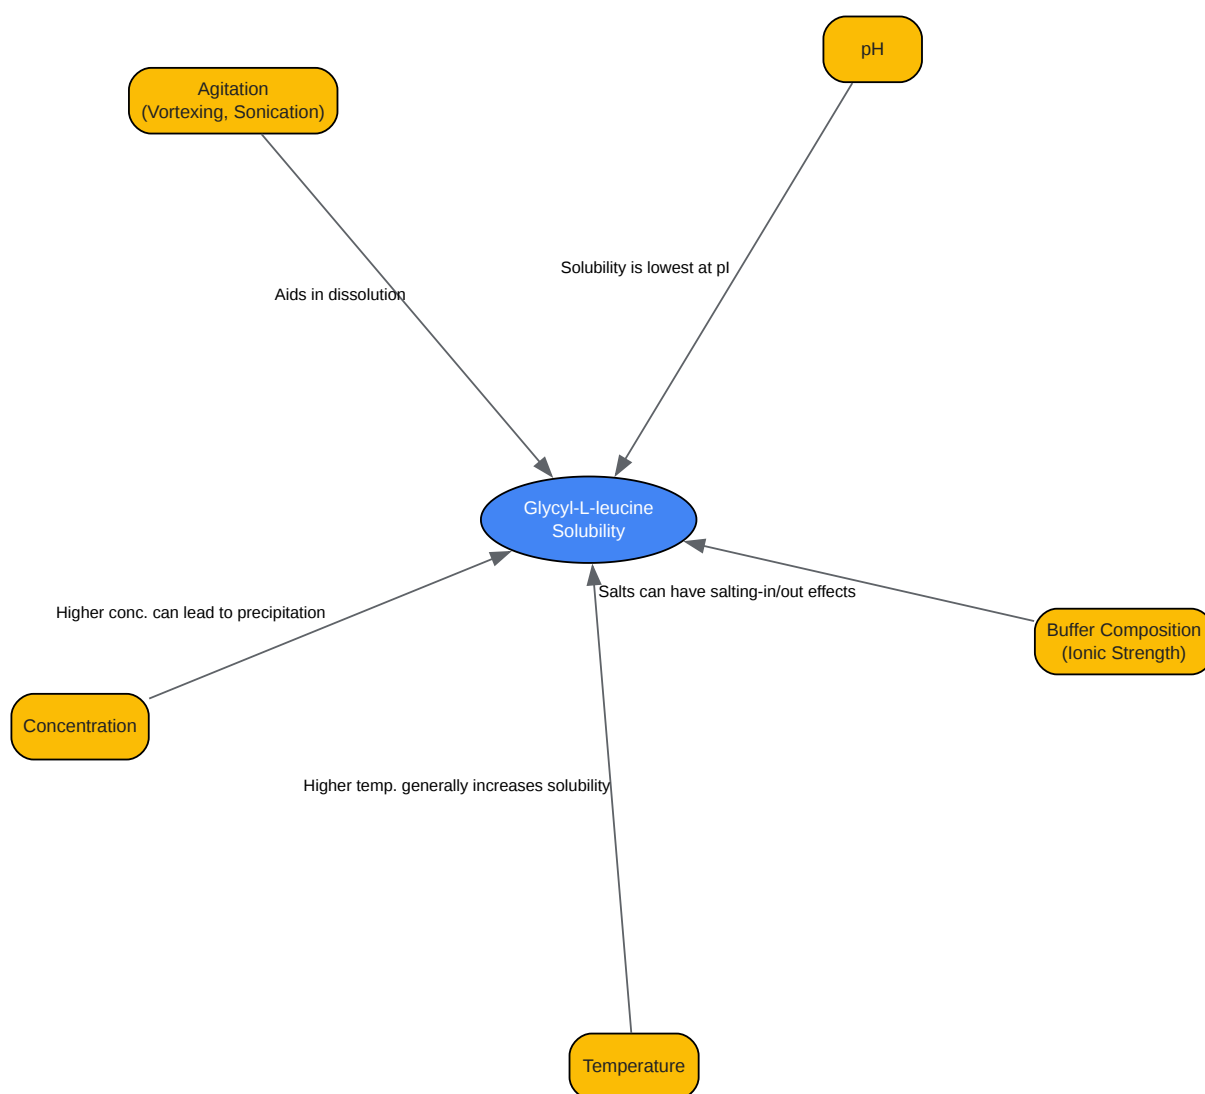 pH
Agitation
(Vortexing, Sonication)
Solubility is lowest at pI
Aids in dissolution
Glycyl-L-leucine
Solubility
Salts can have salting-in/out effects
Higher conc. can lead to precipitation
Buffer Composition
(Ionic Strength)
Concentration
Higher temp. generally increases solubility
Temperature